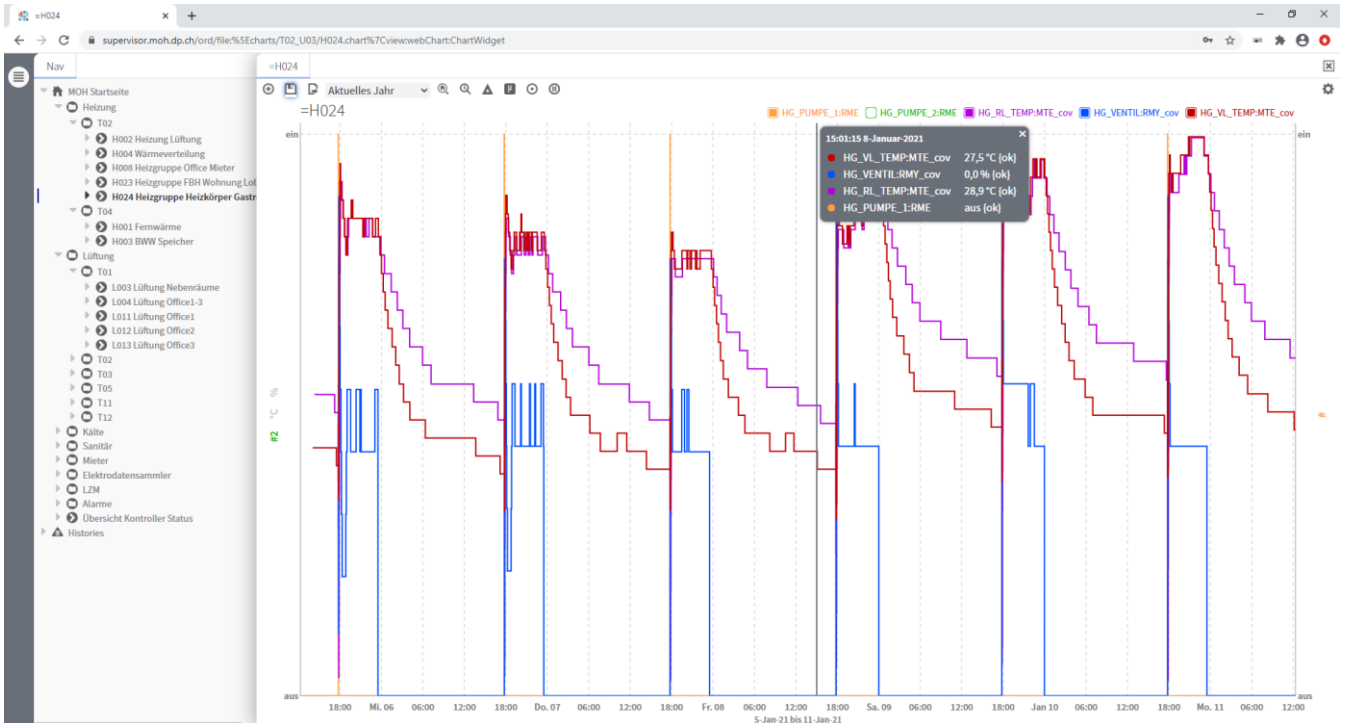 =H024
supervisor.moh.dp.ch/ord/file:%5Echarts/T02_U03/H024.chart%7Cview:webChart:ChartWidget
Nav
MOH Startseite
Heizung
T02
H002 Heizung Lüftung
H004 Wärmeverteilung
H008 Heizgruppe Office Mieter
H023 Heizgruppe FBH Wohnung Lob
H024 Heizgruppe Heizkörper Gastr
T04
H001 Fernwärme
H003 BWW Speicher
Lüftung
T01
L003 Lüftung Nebenräume
L004 Lüftung Office1-3
L011 Lüftung Office1
L012 Lüftung Office2
L013 Lüftung Office3
T02
T03
T05
T11
T12
Kälte
Sanitär
Mieter
Elektrodatensammler
LZM
Alarme
Übersicht Kontroller Status
Histories
=H024
Aktuelles Jahr
=H024
HG_PUMPE_1:RME HG_PUMPE_2:RME HG_RL_TEMP:MTE_cov HG_VENTIL:RMY_cov HG_VL_TEMP:MTE_cov
ein ein
15:01:15 8-Januar-2021
HG_VL_TEMP:MTE_cov 27,5 °C {ok}
HG_VENTIL:RMY_cov 0,0 % {ok}
HG_RL_TEMP:MTE_cov 28,9 °C {ok}
HG_PUMPE_1:RME aus {ok}
%
°C
#2
#
aus aus
18:00 Mi. 06 06:00 12:00 18:00 Do. 07 06:00 12:00 18:00 Fr. 08 06:00 12:00 18:00 Sa. 09 06:00 12:00 18:00 Jan 10 06:00 12:00 18:00 Mo. 11 06:00 12:00
5-Jan-21 bis 11-Jan-21